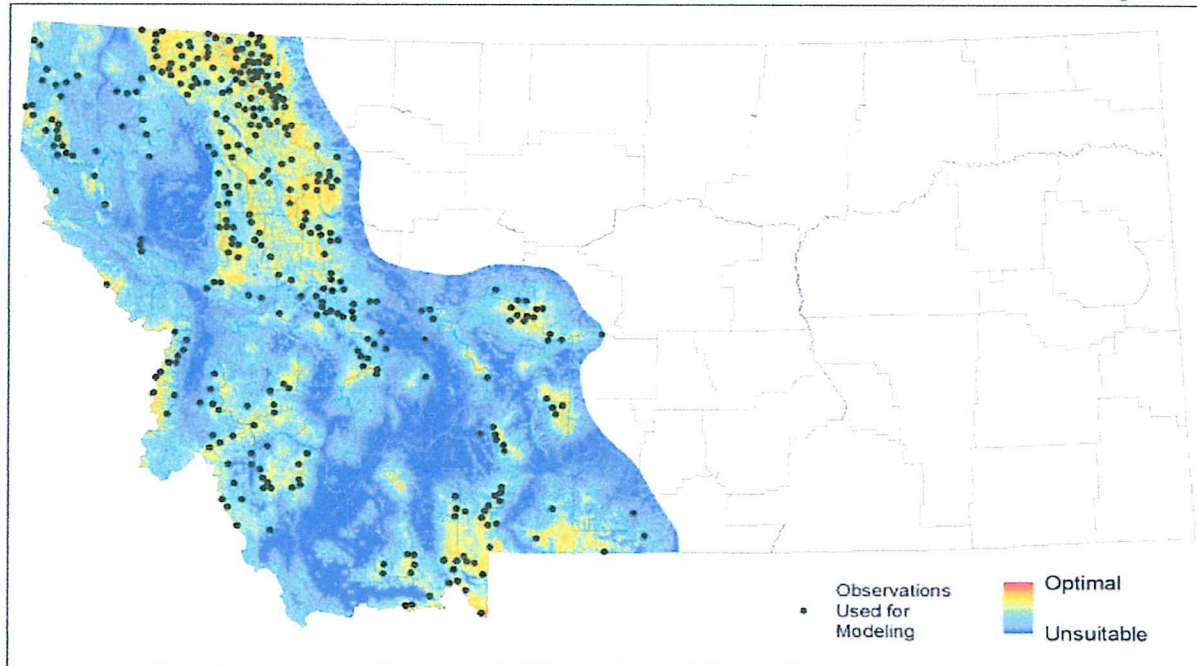 Observations
Used for
Modeling
Optimal
Unsuitable